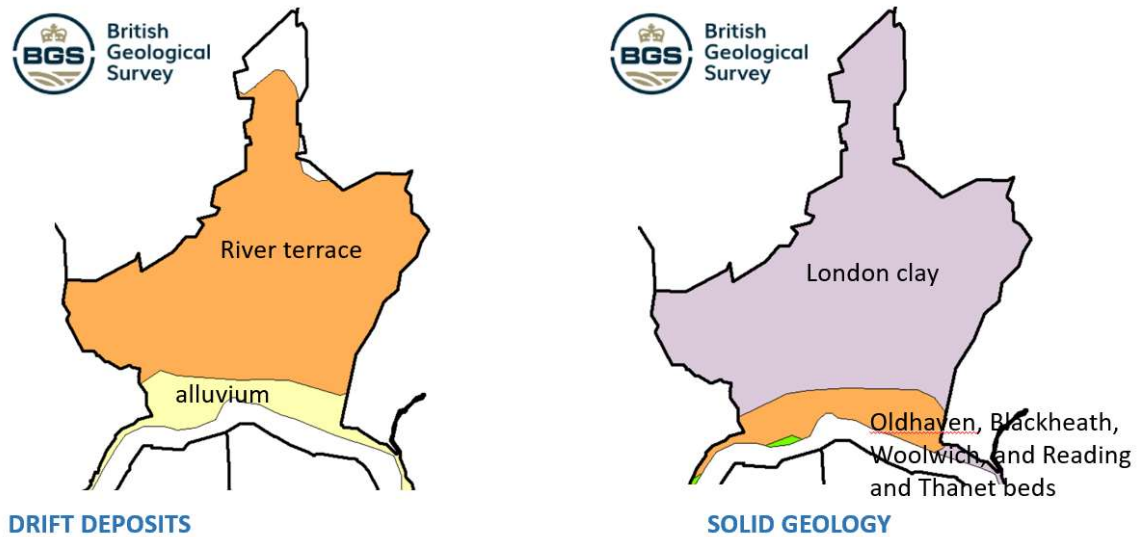 BGS
British
Geological
Survey
River terrace
alluvium
DRIFT DEPOSITS
BGS
British
Geological
Survey
London clay
Oldhaven, Blackheath,
Woolwich, and Reading
and Thanet beds
SOLID GEOLOGY